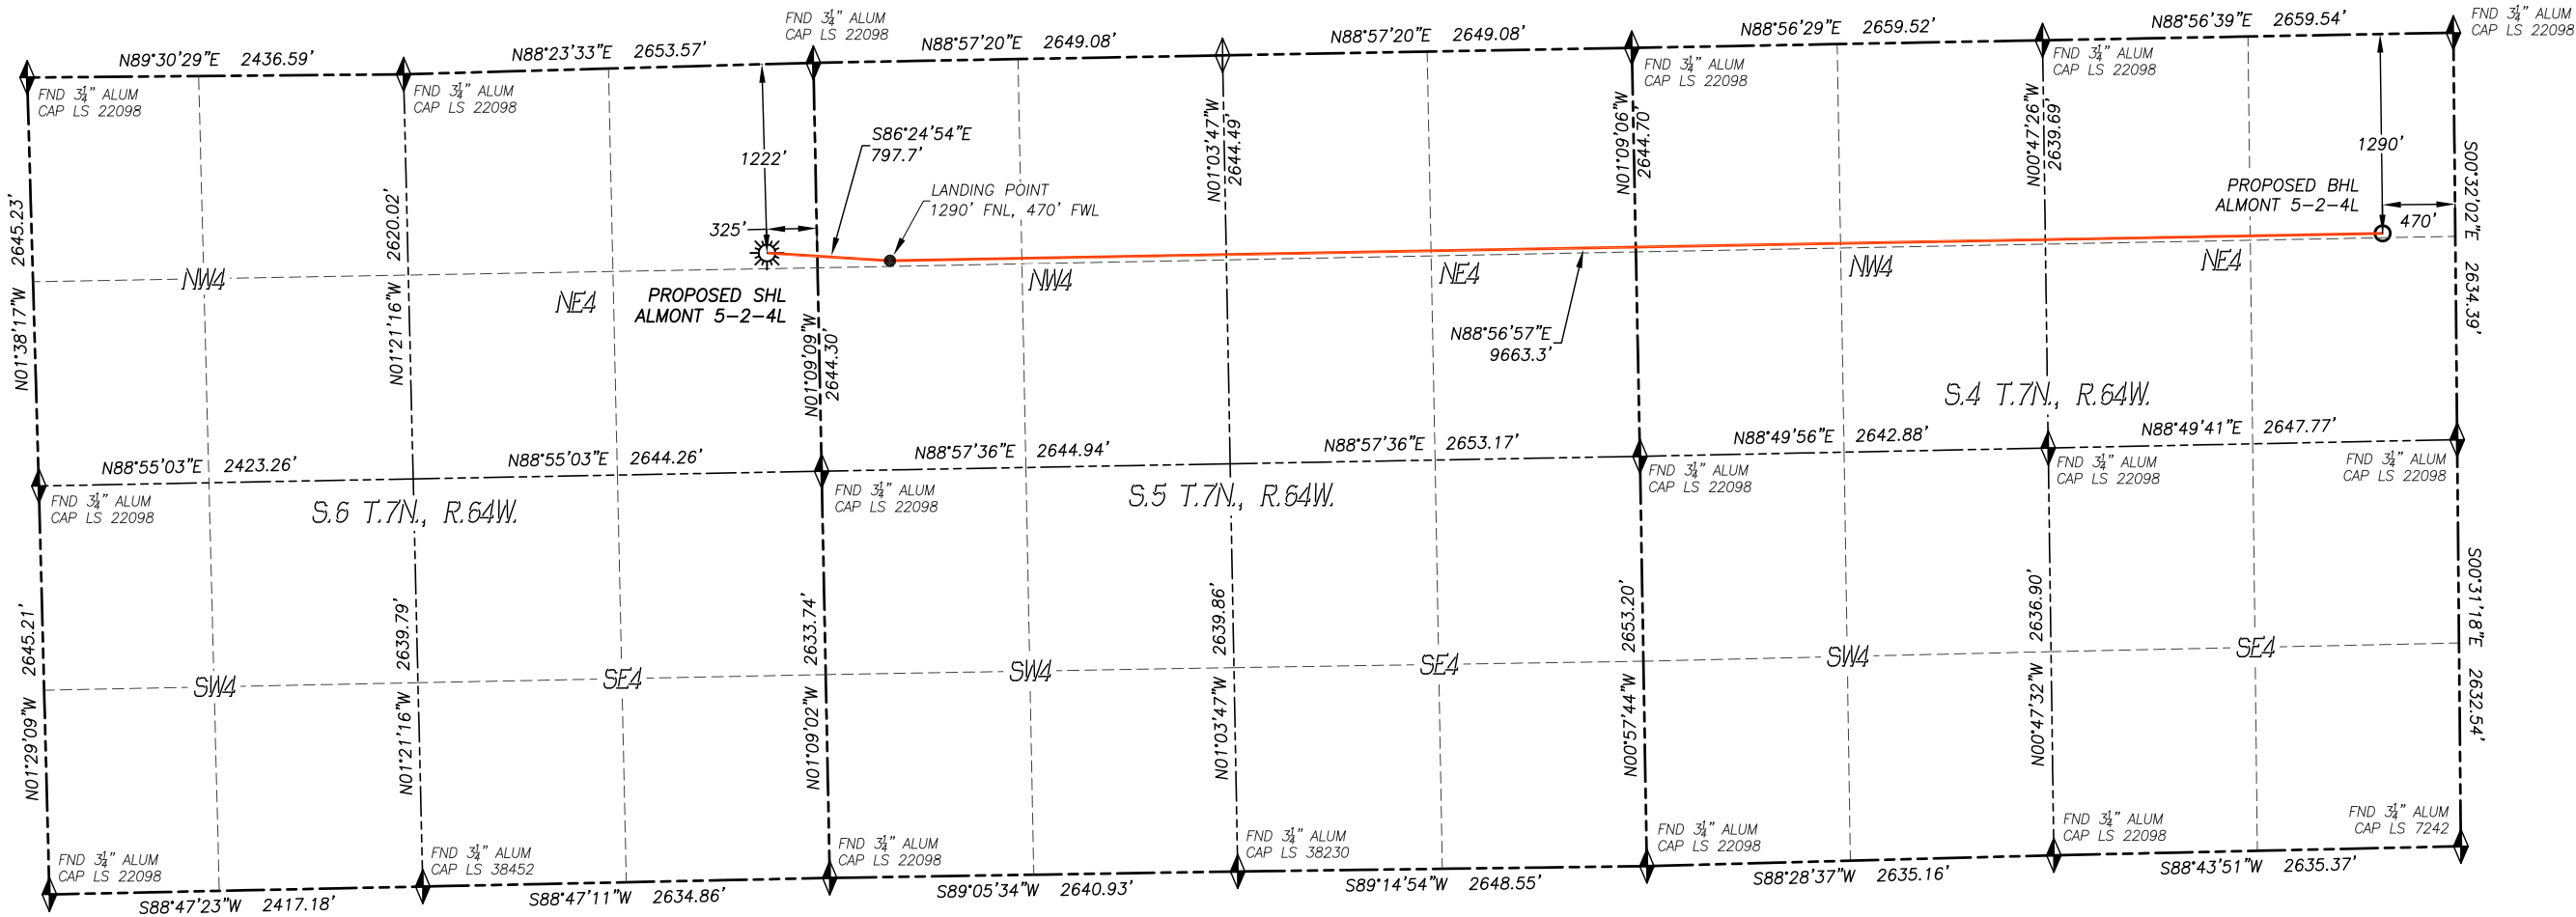 N89°30'29"E 2436.59'
N88°23'33"E 2653.57'
FND 3¼" ALUM
CAP LS 22098
N88°57'20"E 2649.08'
N88°57'20"E 2649.08'
N88°56'29"E 2659.52'
N88°56'39"E 2659.54'
FND 3¼" ALUM
CAP LS 22098
FND 3¼" ALUM
CAP LS 22098
FND 3¼" ALUM
CAP LS 22098
FND 3¼" ALUM
CAP LS 22098
FND 3¼" ALUM
CAP LS 22098
N01°38'17"W 2645.23'
N01°21'16"W 2620.02'
1222'
325'
S86°24'54"E
797.7'
LANDING POINT
1290' FNL, 470' FWL
N01°09'09"W
2644.30'
N01°03'47"W
2644.49'
N01°09'06"W
2644.70'
N00°47'26"W
2639.69'
1290'
PROPOSED BHL
ALMONT 5-2-4L
470'
S00°32'02"E 2634.39'
NW4
NE4
PROPOSED SHL
ALMONT 5-2-4L
NW4
NE4
NW4
NE4
N88°56'57"E
9663.3'
S.4 T.7N., R.64W.
N88°55'03"E 2423.26'
N88°55'03"E 2644.26'
N88°57'36"E 2644.94'
N88°57'36"E 2653.17'
N88°49'56"E 2642.88'
N88°49'41"E 2647.77'
FND 3¼" ALUM
CAP LS 22098
S.6 T.7N., R.64W.
FND 3¼" ALUM
CAP LS 22098
S.5 T.7N., R.64W.
FND 3¼" ALUM
CAP LS 22098
FND 3¼" ALUM
CAP LS 22098
FND 3¼" ALUM
CAP LS 22098
N01°29'09"W 2645.21'
N01°21'16"W 2639.79'
N01°09'02"W 2633.74'
N01°03'47"W 2639.86'
N00°57'44"W 2653.20'
N00°47'32"W 2636.90'
S00°31'18"E 2632.54'
SW4
SE4
SW4
SE4
SW4
SE4
FND 3¼" ALUM
CAP LS 22098
FND 3¼" ALUM
CAP LS 38452
FND 3¼" ALUM
CAP LS 22098
FND 3¼" ALUM
CAP LS 38230
FND 3¼" ALUM
CAP LS 22098
FND 3¼" ALUM
CAP LS 22098
FND 3¼" ALUM
CAP LS 7242
S88°47'23"W 2417.18'
S88°47'11"W 2634.86'
S89°05'34"W 2640.93'
S89°14'54"W 2648.55'
S88°28'37"W 2635.16'
S88°43'51"W 2635.37'